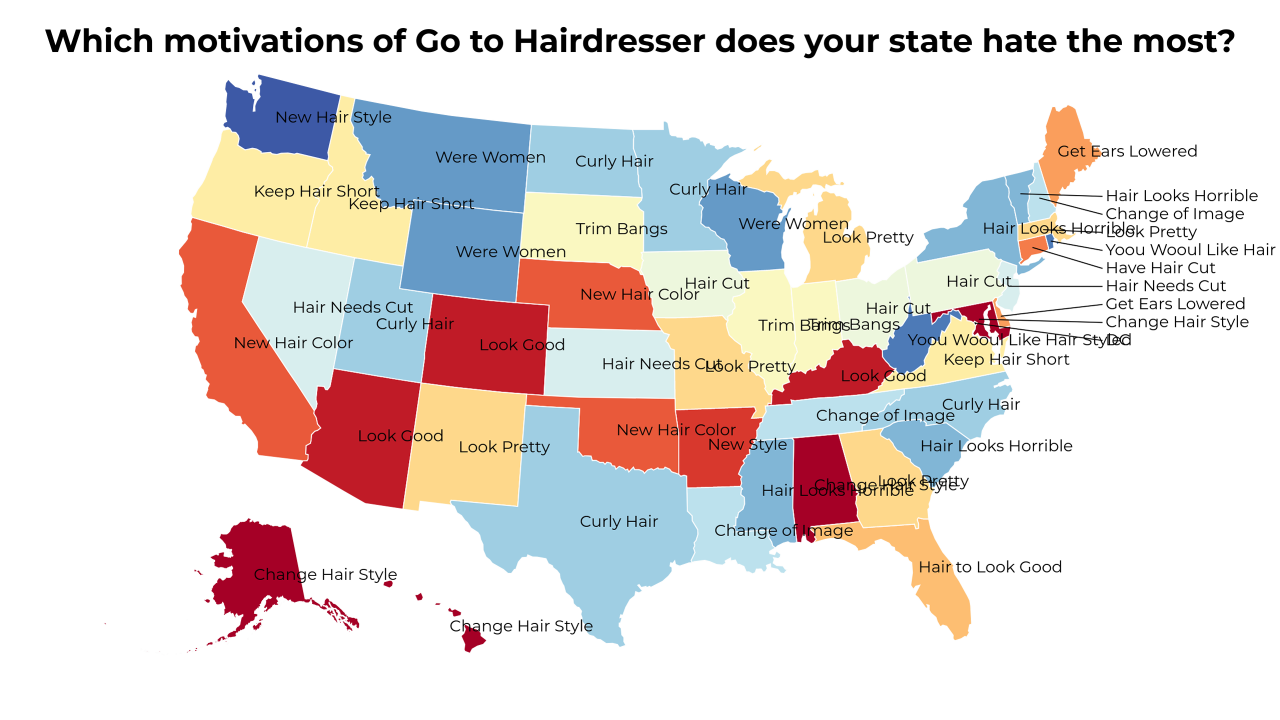 Which motivations of Go to Hairdresser does your state hate the most?
New Hair Style
Get Ears Lowered
Were Women
Curly Hair
Keep Hair Short
Curly Hair
Hair Looks Horrible
Keep Hair Short
Change of Image
Were Women
Trim Bangs
Hair Looks Horrible
Look Pretty
Look Pretty
Were Women
Yoou Wooul Like Hair
Have Hair Cut
Hair Cut
Hair Cut
Hair Needs Cut
New Hair Color
Get Ears Lowered
Hair Needs Cut
Hair Cut
Curly Hair
Trim Bangs
Trim Bangs
Change Hair Style
New Hair Color
Look Good
Yoou Wooul Like Hair Styled
DC
Hair Needs Cut
Look Pretty
Keep Hair Short
Look Good
Curly Hair
Change of Image
New Hair Color
Look Good
Look Pretty
New Style
Hair Looks Horrible
Hair Looks Horrible
Change Hair Style
Look Pretty
Curly Hair
Change of Image
Hair to Look Good
Change Hair Style
Change Hair Style